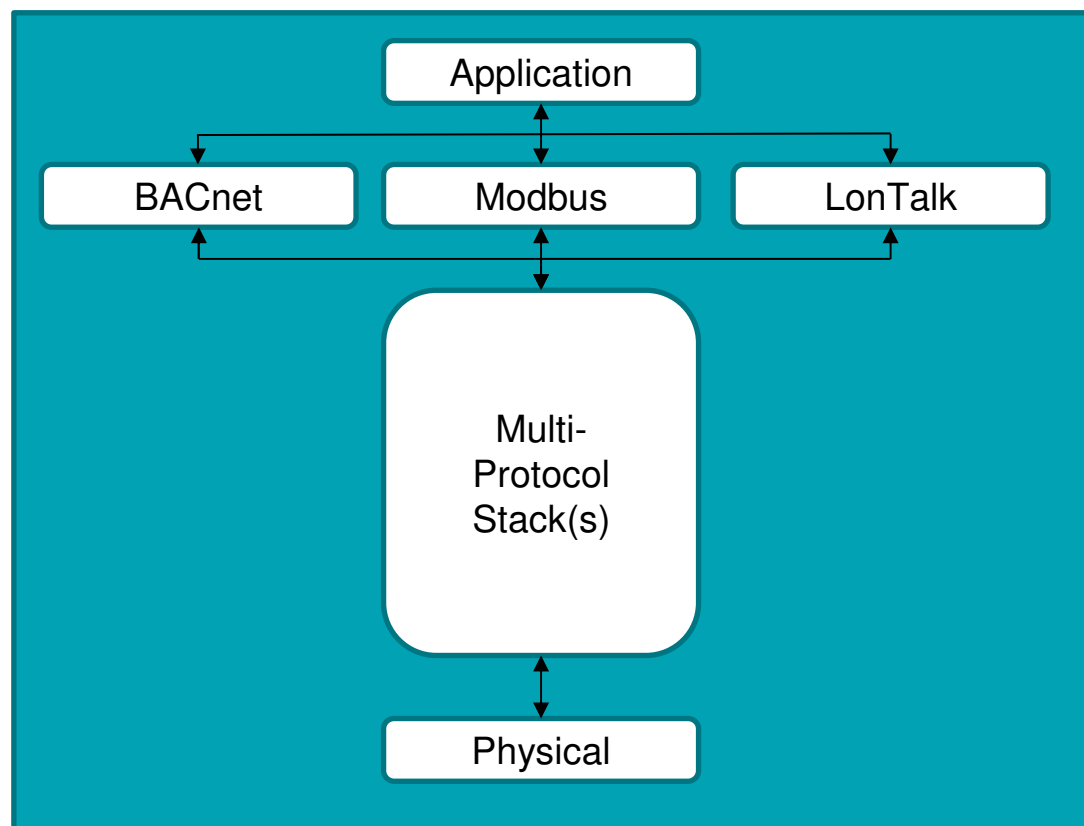 Application
BACnet
Modbus
LonTalk
Multi-
Protocol
Stack(s)
Physical